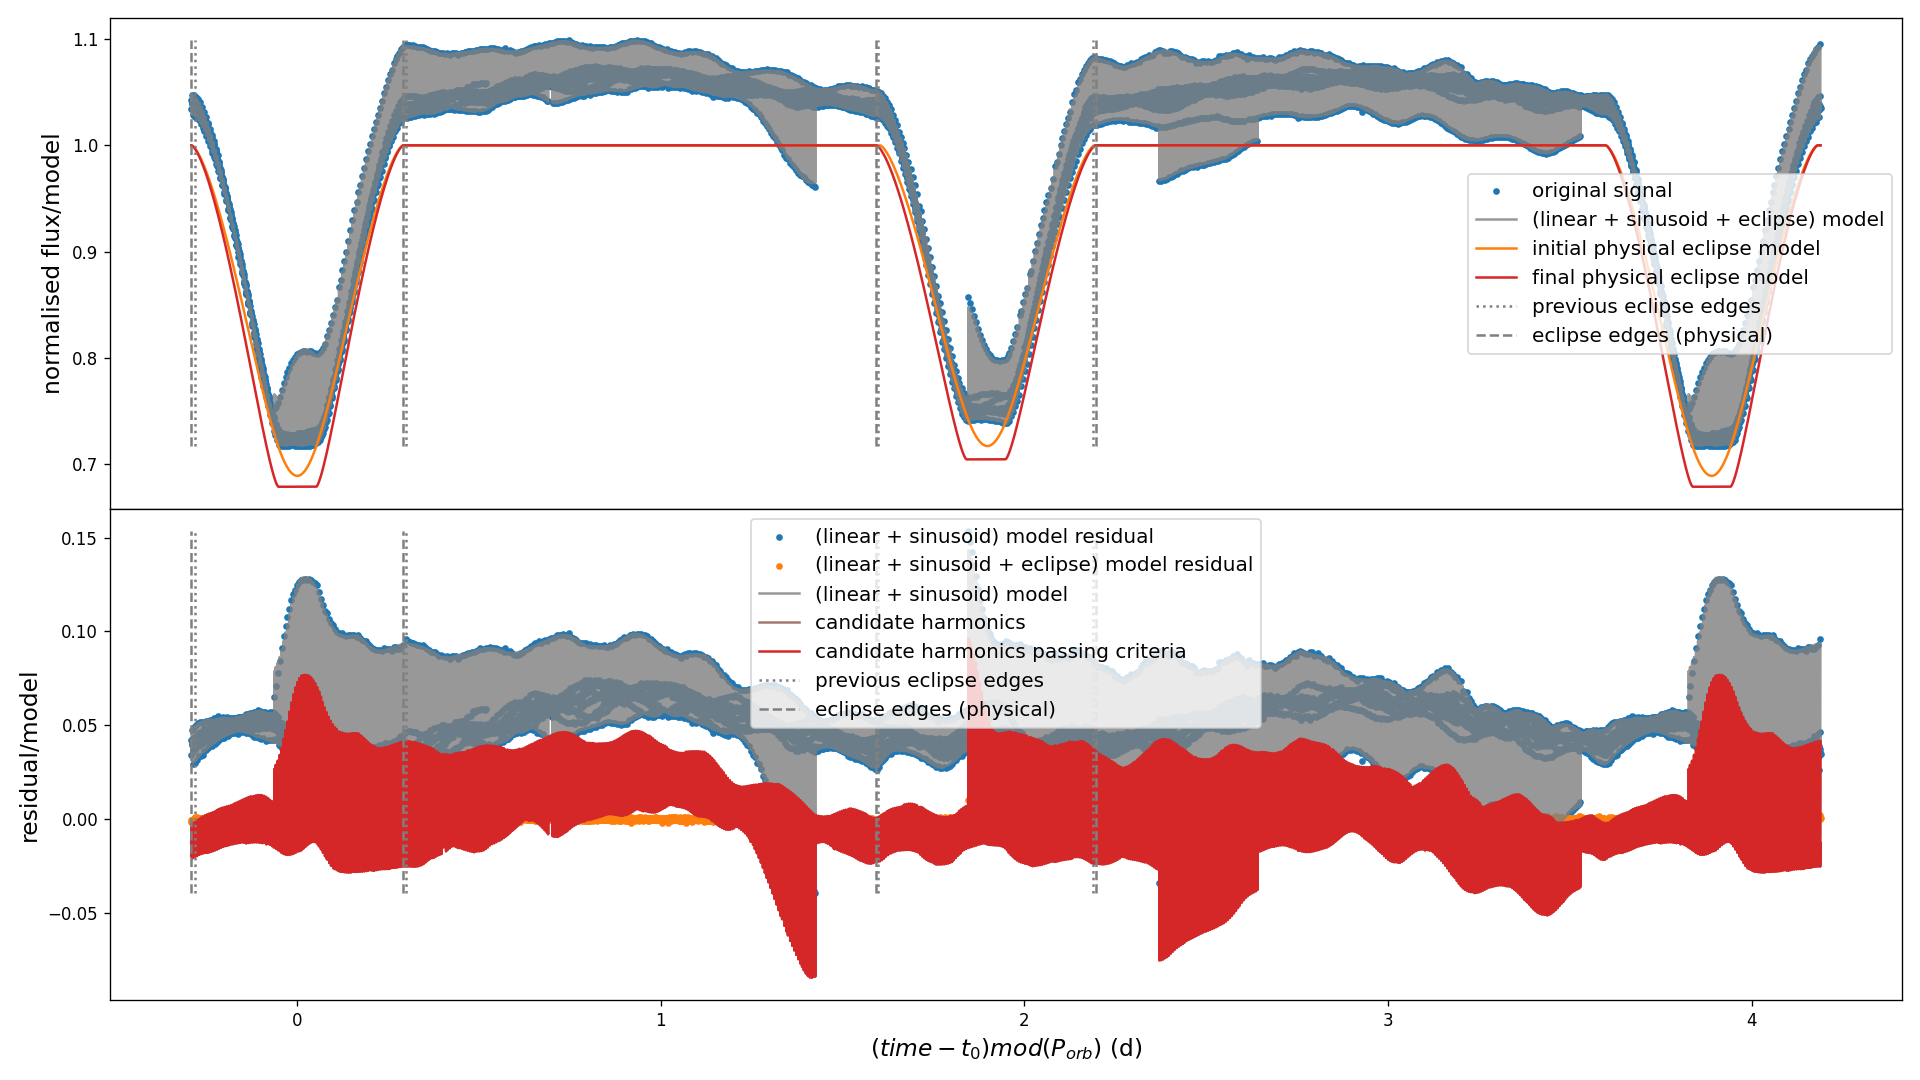 normalised flux/model
1.1
1.0
0.9
0.8
0.7
original signal
(linear + sinusoid + eclipse) model
initial physical eclipse model
final physical eclipse model
previous eclipse edges
eclipse edges (physical)
residual/model
0.15
0.10
0.05
0.00
−0.05
(linear + sinusoid) model residual
(linear + sinusoid + eclipse) model residual
(linear + sinusoid) model
candidate harmonics
candidate harmonics passing criteria
previous eclipse edges
eclipse edges (physical)
0 1 2 3 4
(time − t₀)mod(P_orb) (d)